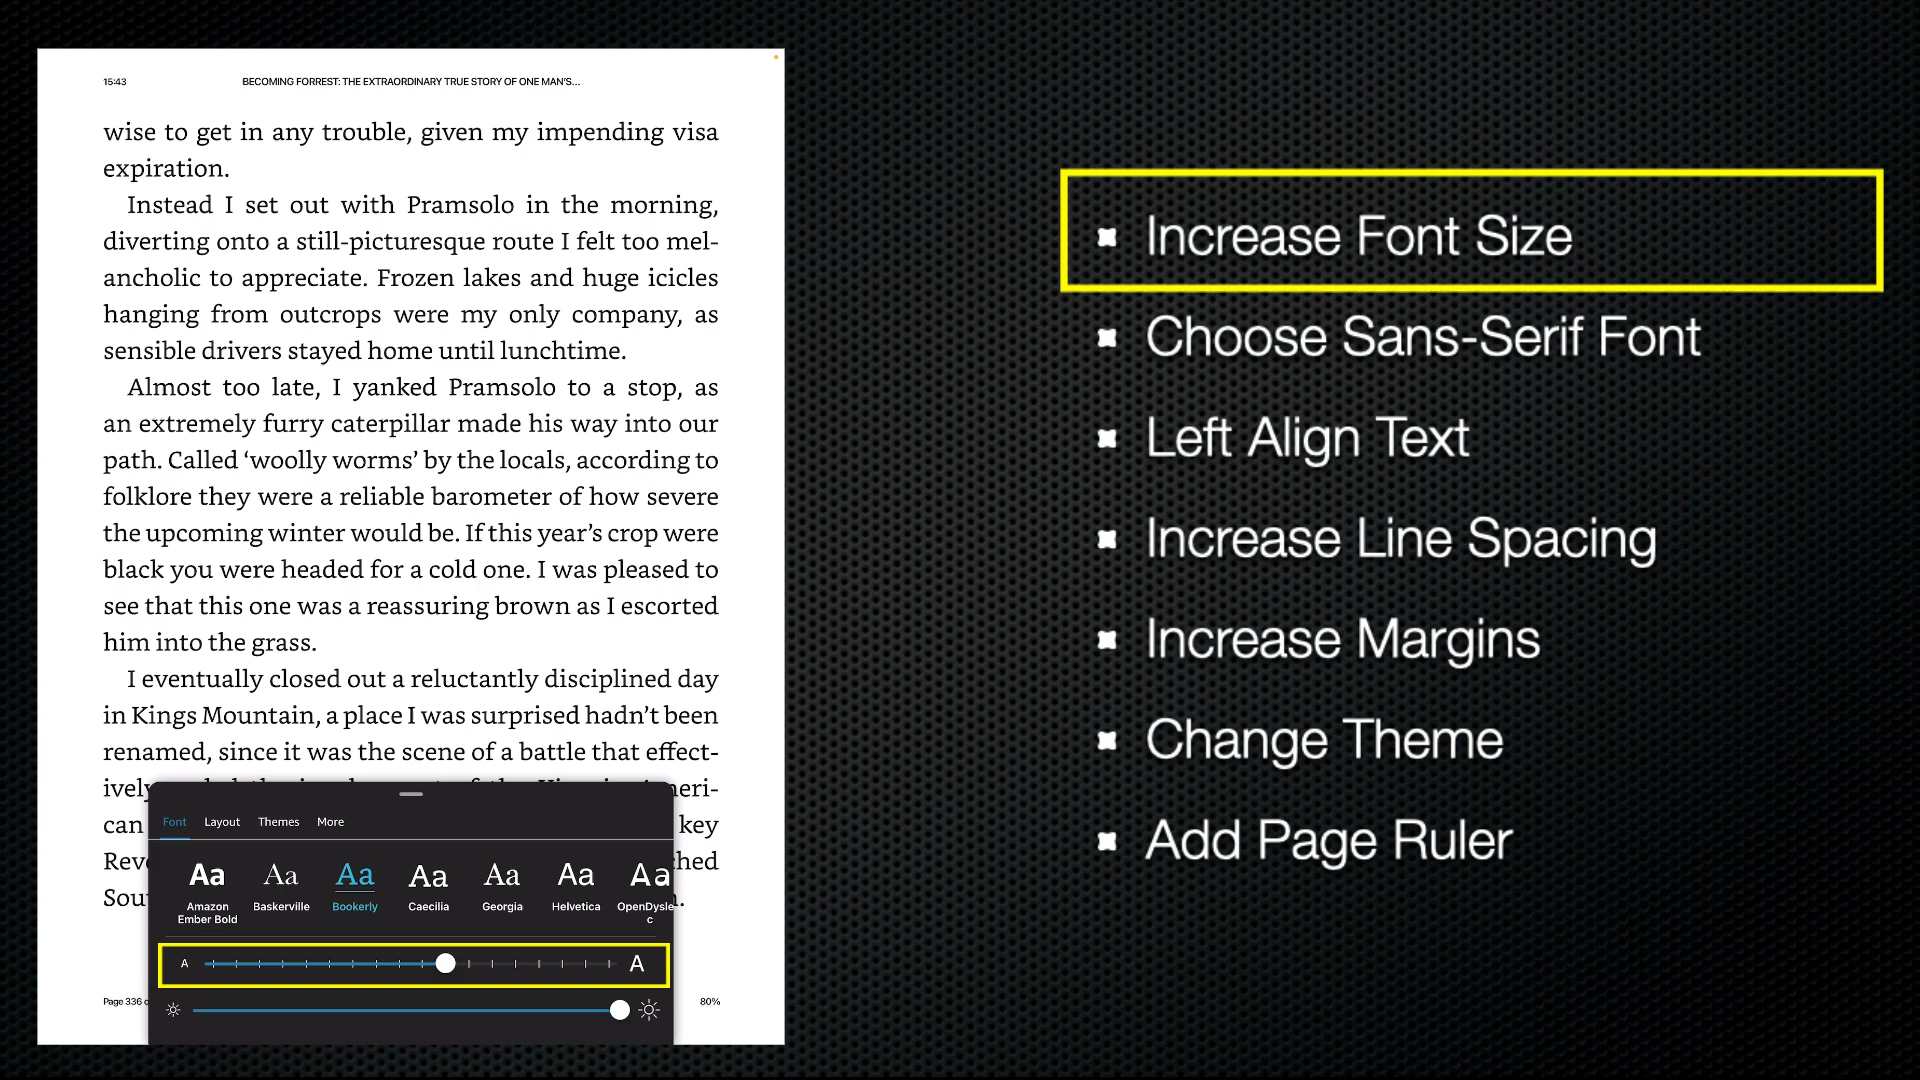 15:43
BECOMING FORREST: THE EXTRAORDINARY TRUE STORY OF ONE MAN'S...
wise to get in any trouble, given my impending visa
expiration.
Instead I set out with Pramsolo in the morning,
diverting onto a still-picturesque route I felt too mel-
ancholic to appreciate. Frozen lakes and huge icicles
hanging from outcrops were my only company, as
sensible drivers stayed home until lunchtime.
Almost too late, I yanked Pramsolo to a stop, as
an extremely furry caterpillar made his way into our
path. Called ‘woolly worms’ by the locals, according to
folklore they were a reliable barometer of how severe
the upcoming winter would be. If this year’s crop were
black you were headed for a cold one. I was pleased to
see that this one was a reassuring brown as I escorted
him into the grass.
I eventually closed out a reluctantly disciplined day
in Kings Mountain, a place I was surprised hadn’t been
renamed, since it was the scene of a battle that effect-
ively
can key
Font Layout Themes More
Aa Aa Aa Aa Aa Aa Aa
Amazon Ember Bold Baskerville Bookerly Caecilia Georgia Helvetica OpenDyslec
A A
Page 336 80%
Increase Font Size
Choose Sans-Serif Font
Left Align Text
Increase Line Spacing
Increase Margins
Change Theme
Add Page Ruler